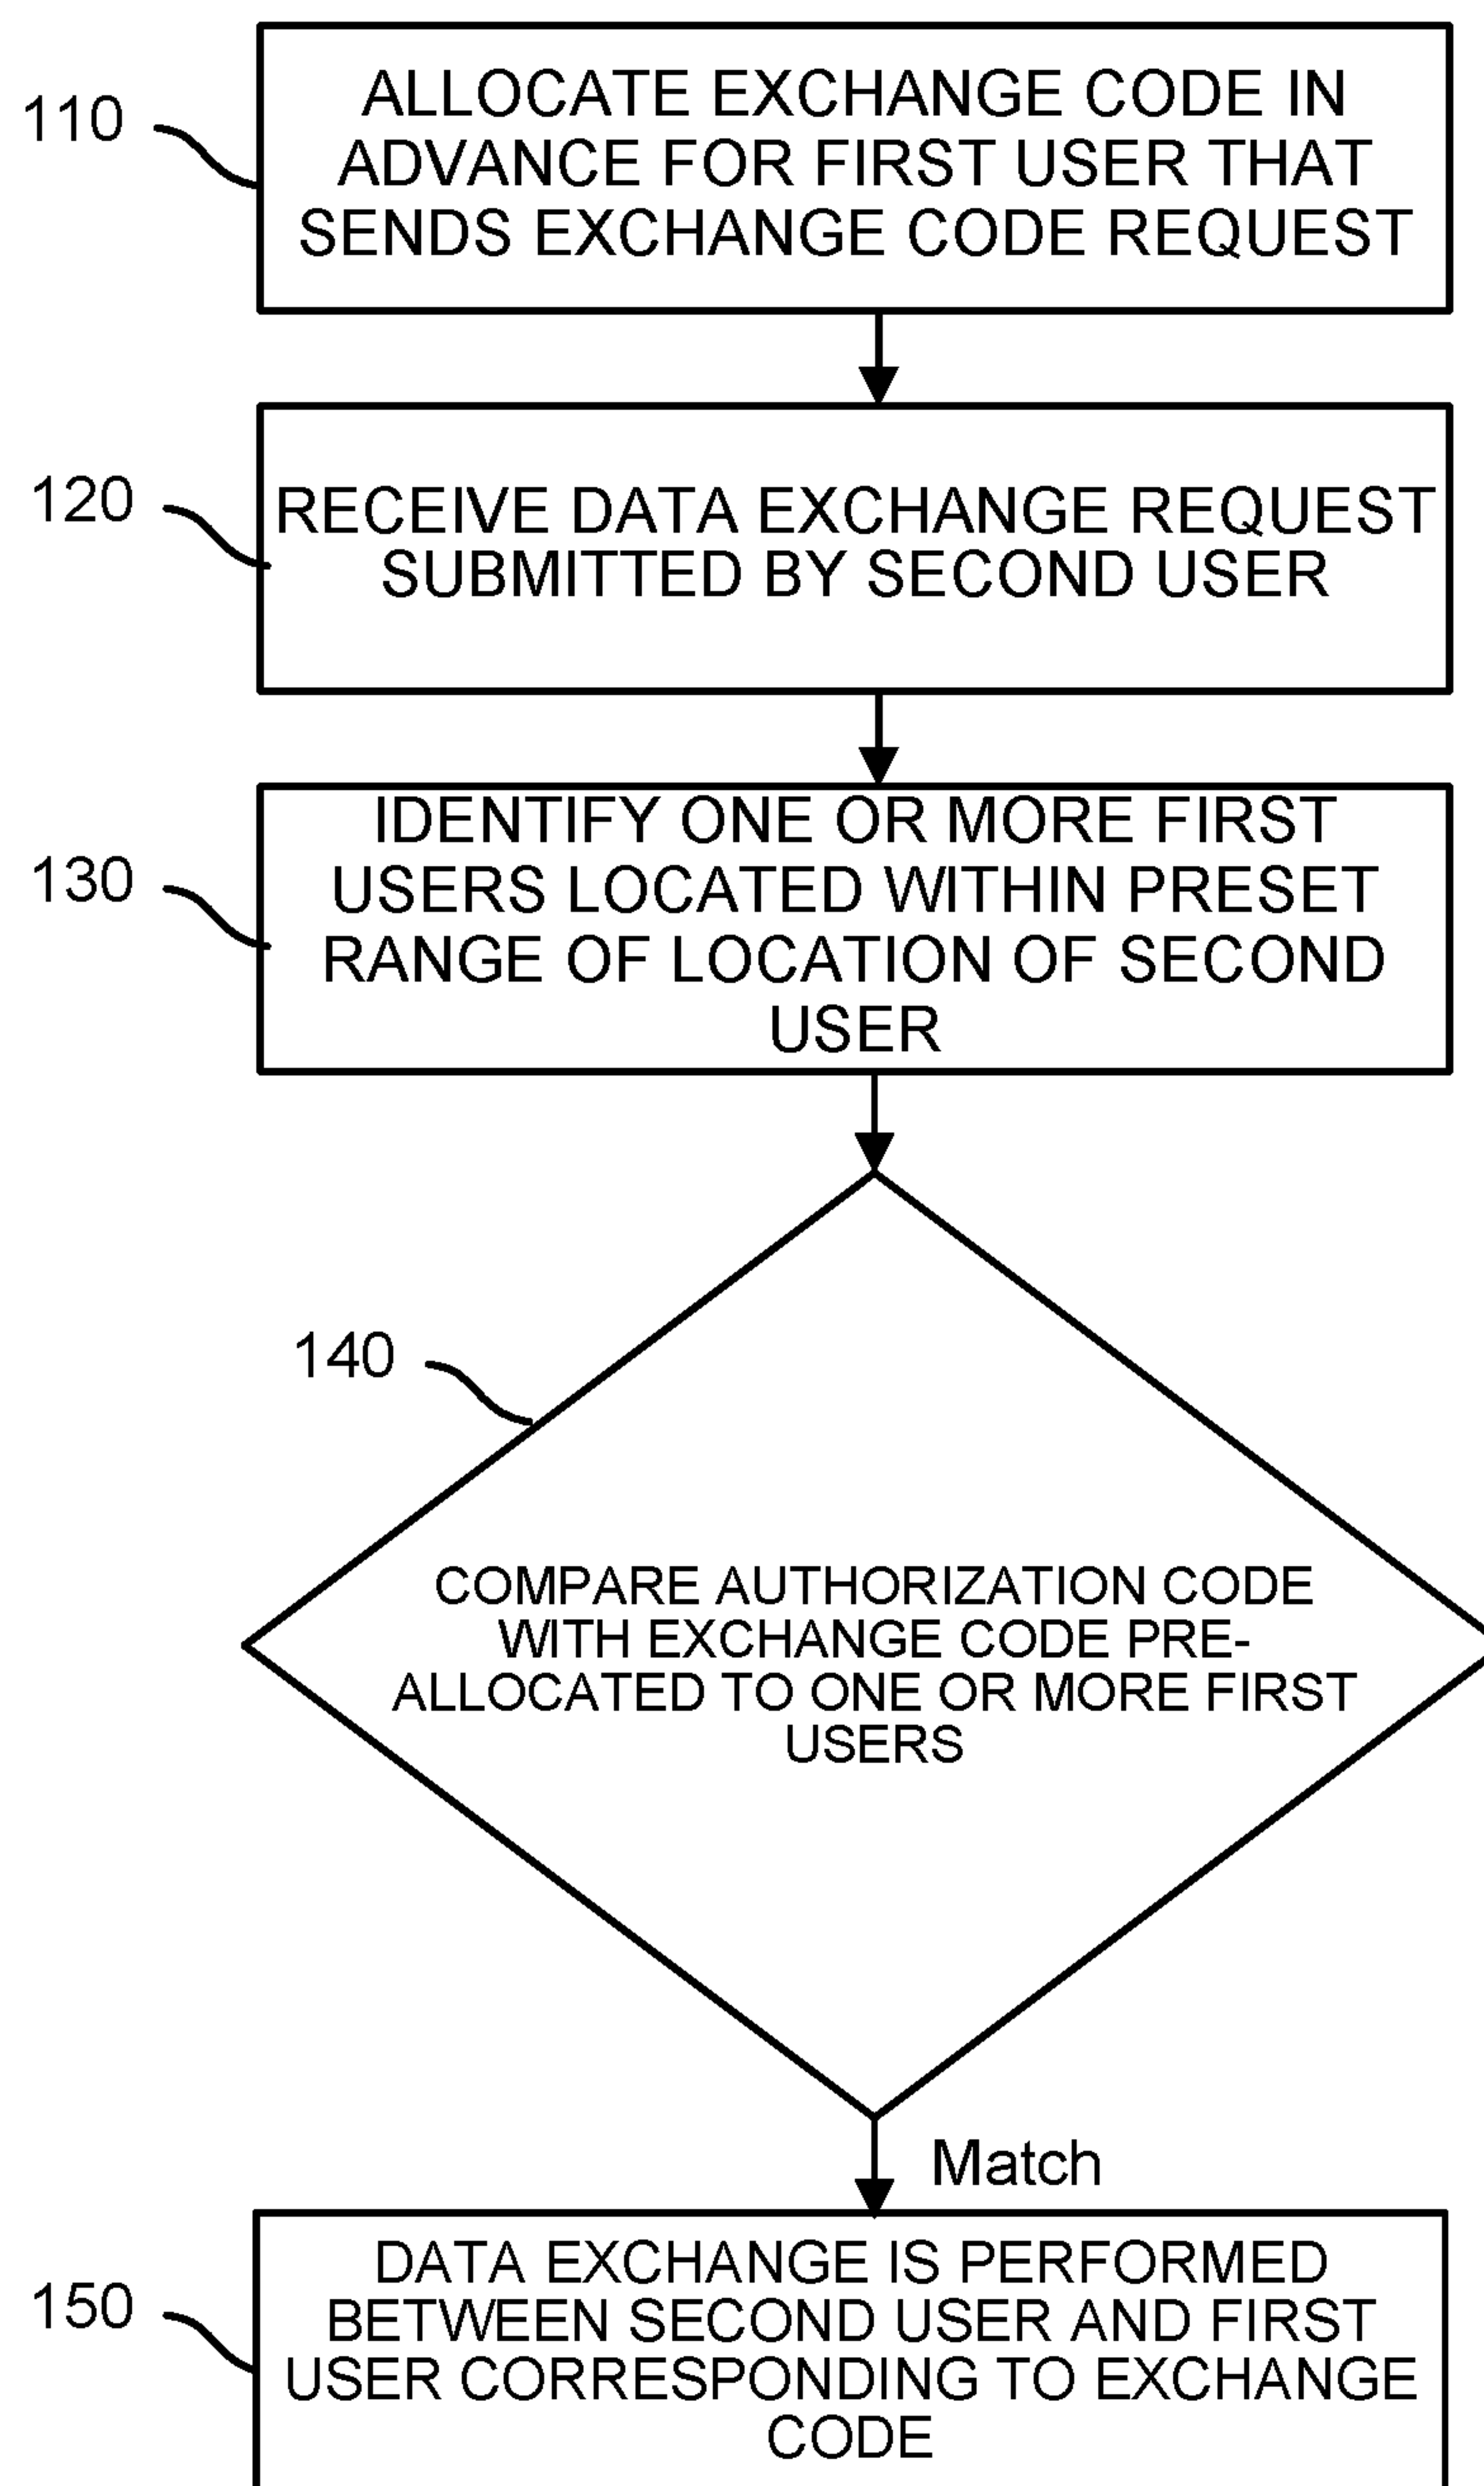 110
ALLOCATE EXCHANGE CODE IN
ADVANCE FOR FIRST USER THAT
SENDS EXCHANGE CODE REQUEST
120
RECEIVE DATA EXCHANGE REQUEST
SUBMITTED BY SECOND USER
130
IDENTIFY ONE OR MORE FIRST
USERS LOCATED WITHIN PRESET
RANGE OF LOCATION OF SECOND
USER
140
COMPARE AUTHORIZATION CODE
WITH EXCHANGE CODE PRE-
ALLOCATED TO ONE OR MORE FIRST
USERS
Match
150
DATA EXCHANGE IS PERFORMED
BETWEEN SECOND USER AND FIRST
USER CORRESPONDING TO EXCHANGE
CODE